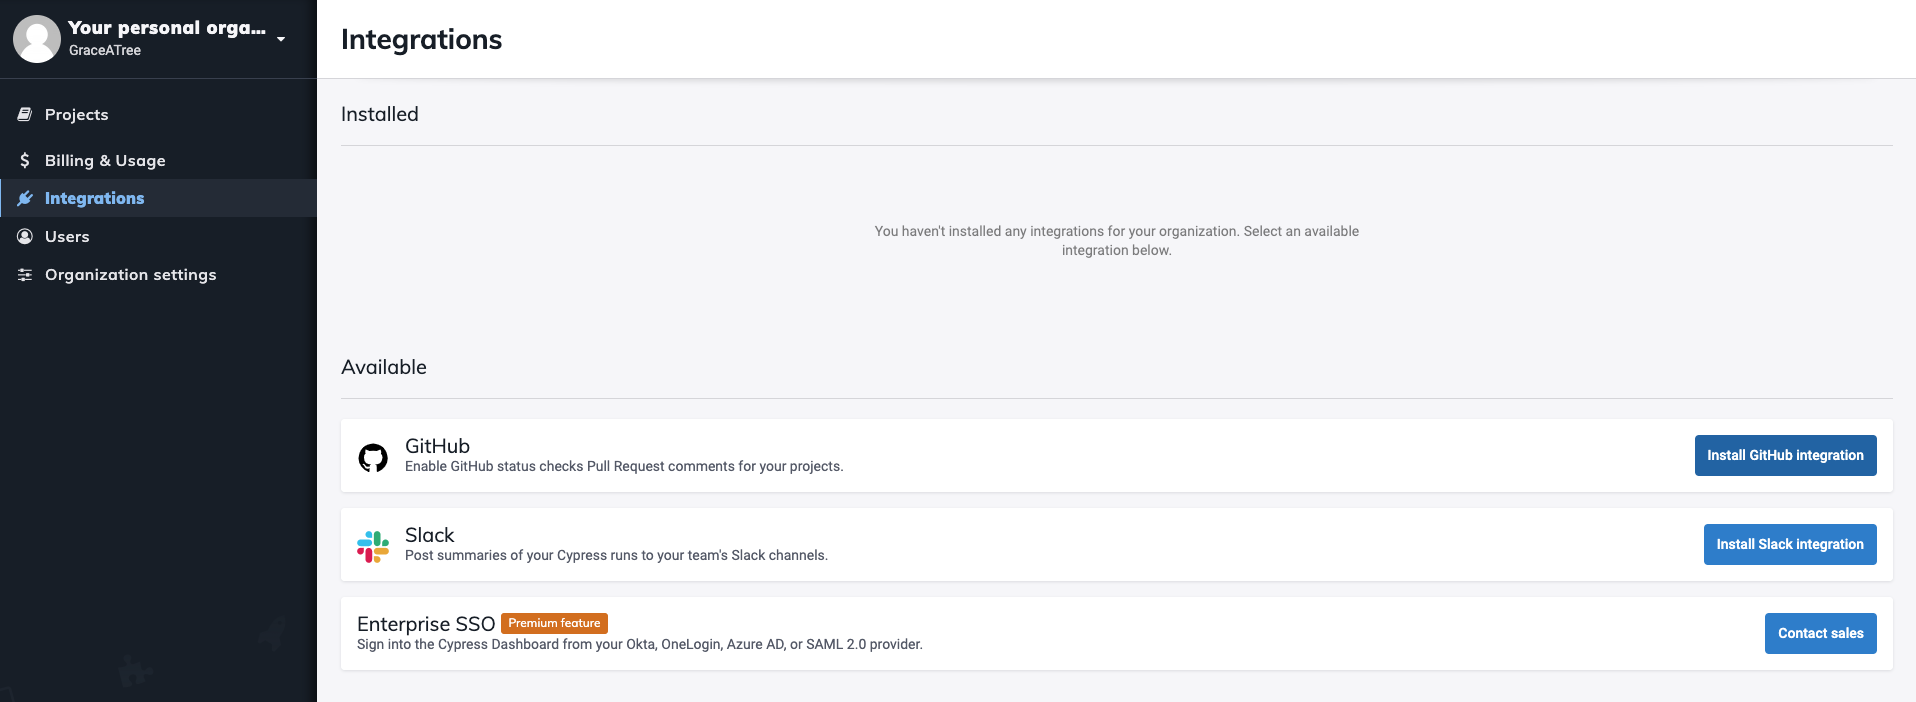 Your personal orga...
GraceATree
Projects
Billing & Usage
Integrations
Users
Organization settings
Integrations
Installed
You haven't installed any integrations for your organization. Select an available
integration below.
Available
GitHub
Enable GitHub status checks Pull Request comments for your projects.
Install GitHub integration
Slack
Post summaries of your Cypress runs to your team's Slack channels.
Install Slack integration
Enterprise SSO Premium feature
Sign into the Cypress Dashboard from your Okta, OneLogin, Azure AD, or SAML 2.0 provider.
Contact sales